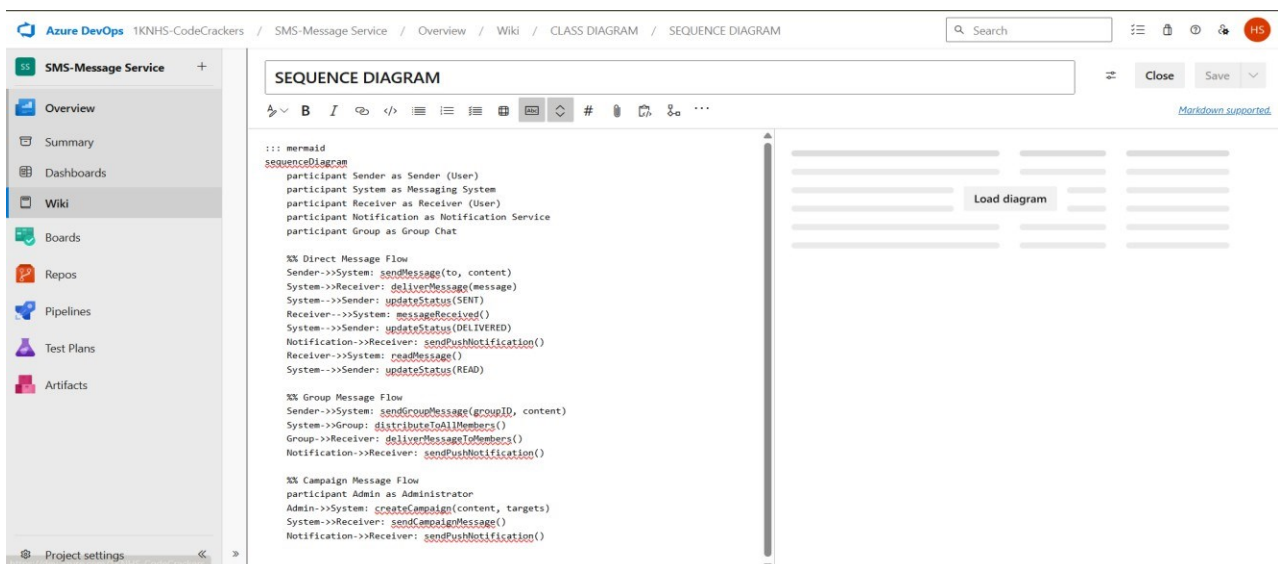 Azure DevOps 1KNHS-CodeCrackers / SMS-Message Service / Overview / Wiki / CLASS DIAGRAM / SEQUENCE DIAGRAM
Search
HS
SS SMS-Message Service +
Overview
Summary
Dashboards
Wiki
Boards
Repos
Pipelines
Test Plans
Artifacts
Project settings « »
SEQUENCE DIAGRAM
Close Save
B I </> Abc # ...
Markdown supported.
::: mermaid
sequenceDiagram
    participant Sender as Sender (User)
    participant System as Messaging System
    participant Receiver as Receiver (User)
    participant Notification as Notification Service
    participant Group as Group Chat
    %% Direct Message Flow
    Sender->>System: sendMessage(to, content)
    System->>Receiver: deliverMessage(message)
    System-->>Sender: updateStatus(SENT)
    Receiver-->>System: messageReceived()
    System-->>Sender: updateStatus(DELIVERED)
    Notification->>Receiver: sendPushNotification()
    Receiver->>System: readMessage()
    System-->>Sender: updateStatus(READ)
    %% Group Message Flow
    Sender->>System: sendGroupMessage(groupID, content)
    System->>Group: distributeToAllMembers()
    Group->>Receiver: deliverMessageToMembers()
    Notification->>Receiver: sendPushNotification()
    %% Campaign Message Flow
    participant Admin as Administrator
    Admin->>System: createCampaign(content, targets)
    System->>Receiver: sendCampaignMessage()
    Notification->>Receiver: sendPushNotification()
Load diagram